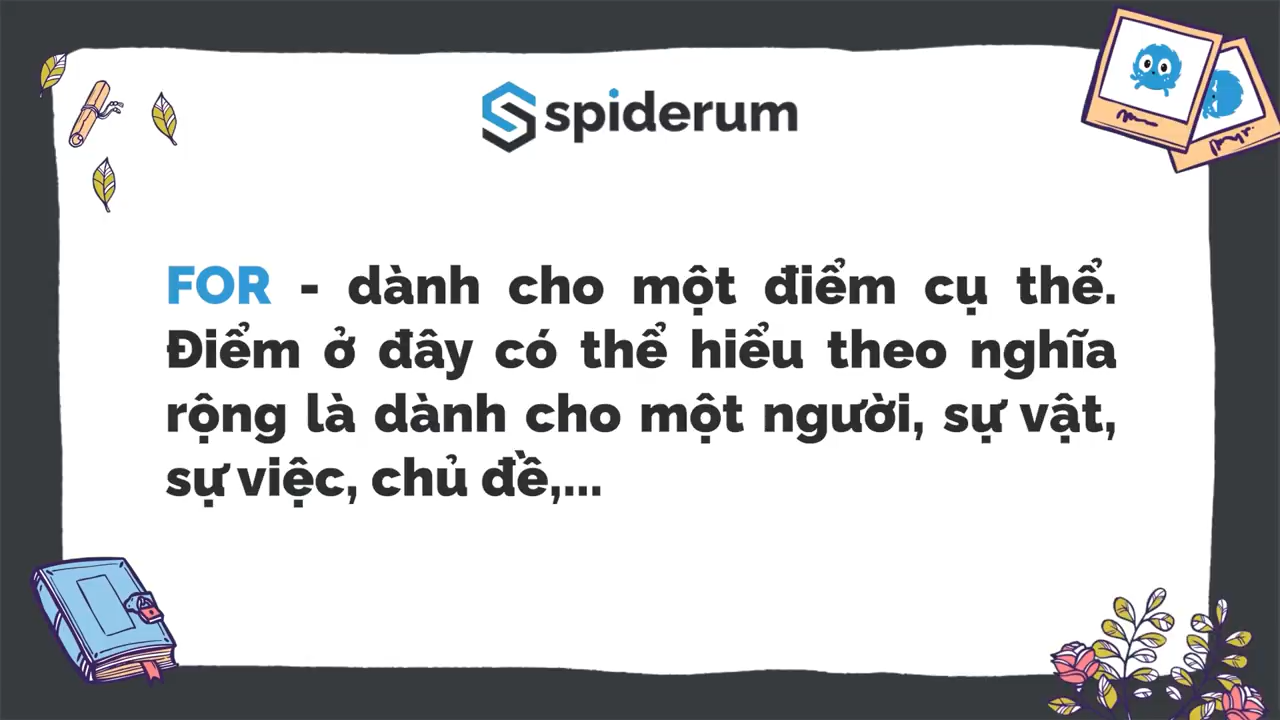 spiderum
FOR - dành cho một điểm cụ thể.
Điểm ở đây có thể hiểu theo nghĩa
rộng là dành cho một người, sự vật,
sự việc, chủ đề,...